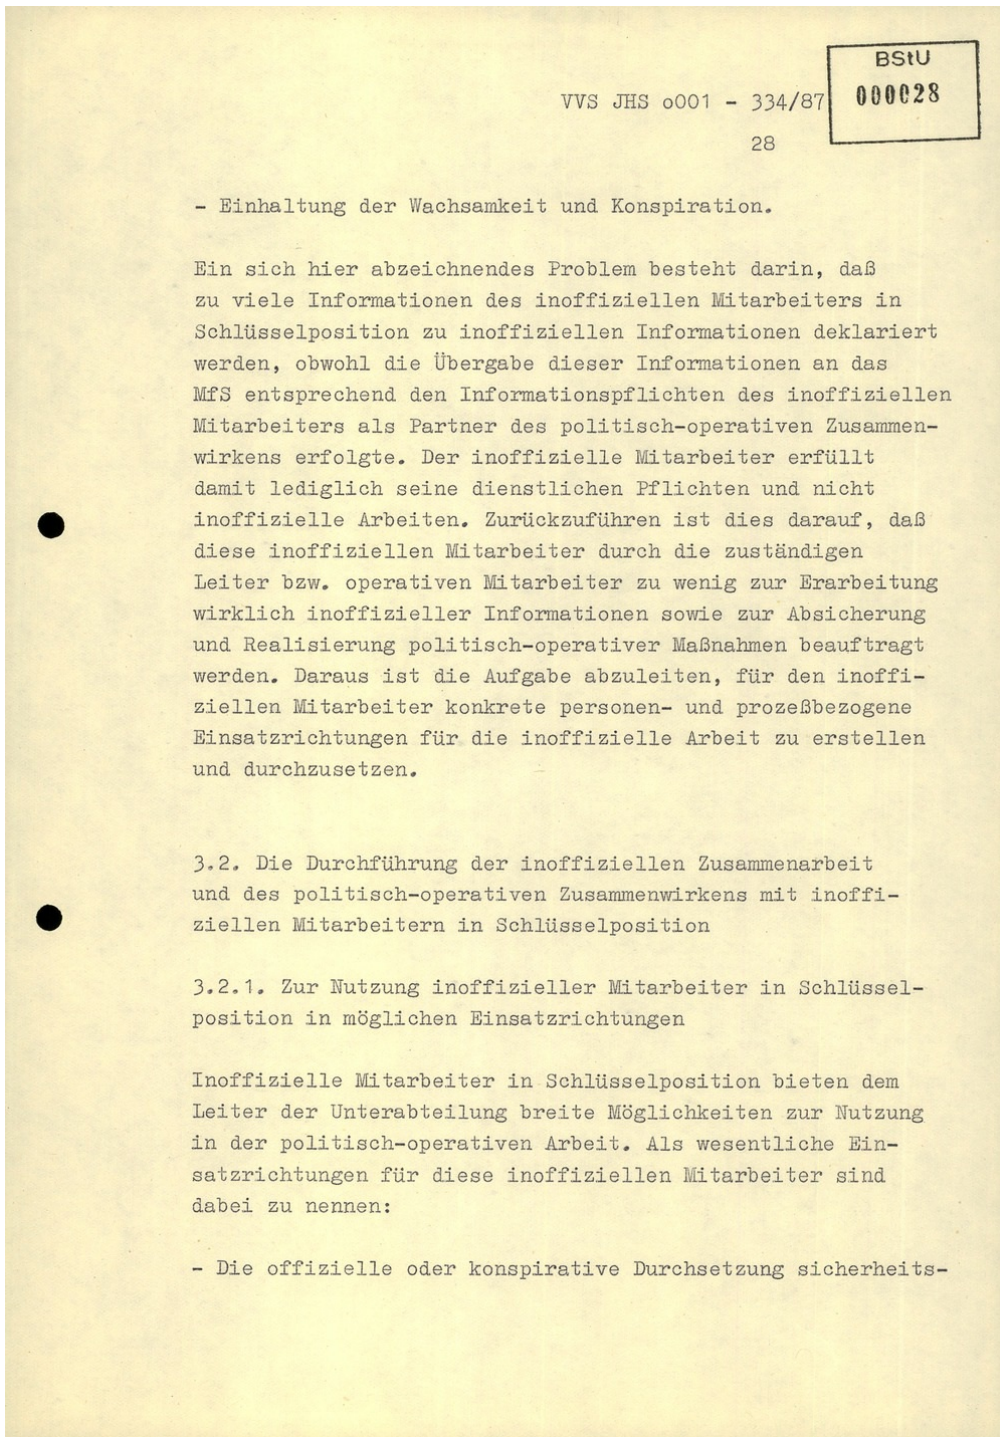 BStU
000028
VVS JHS o001 - 334/87
28
- Einhaltung der Wachsamkeit und Konspiration.
Ein sich hier abzeichnendes Problem besteht darin, daß
zu viele Informationen des inoffiziellen Mitarbeiters in
Schlüsselposition zu inoffiziellen Informationen deklariert
werden, obwohl die Übergabe dieser Informationen an das
MfS entsprechend den Informationspflichten des inoffiziellen
Mitarbeiters als Partner des politisch-operativen Zusammen-
wirkens erfolgte. Der inoffizielle Mitarbeiter erfüllt
damit lediglich seine dienstlichen Pflichten und nicht
inoffizielle Arbeiten. Zurückzuführen ist dies darauf, daß
diese inoffiziellen Mitarbeiter durch die zuständigen
Leiter bzw. operativen Mitarbeiter zu wenig zur Erarbeitung
wirklich inoffizieller Informationen sowie zur Absicherung
und Realisierung politisch-operativer Maßnahmen beauftragt
werden. Daraus ist die Aufgabe abzuleiten, für den inoffi-
ziellen Mitarbeiter konkrete personen- und prozeßbezogene
Einsatzrichtungen für die inoffizielle Arbeit zu erstellen
und durchzusetzen.
3.2. Die Durchführung der inoffiziellen Zusammenarbeit
und des politisch-operativen Zusammenwirkens mit inoffi-
ziellen Mitarbeitern in Schlüsselposition
3.2.1. Zur Nutzung inoffizieller Mitarbeiter in Schlüssel-
position in möglichen Einsatzrichtungen
Inoffizielle Mitarbeiter in Schlüsselposition bieten dem
Leiter der Unterabteilung breite Möglichkeiten zur Nutzung
in der politisch-operativen Arbeit. Als wesentliche Ein-
satzrichtungen für diese inoffiziellen Mitarbeiter sind
dabei zu nennen:
- Die offizielle oder konspirative Durchsetzung sicherheits-